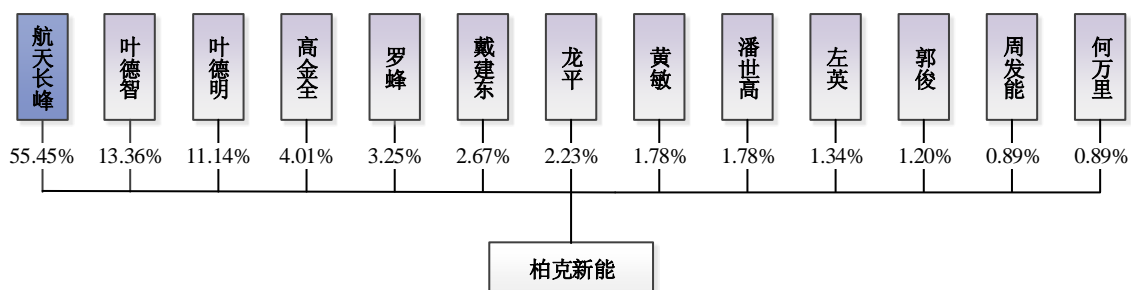 航天长峰
叶德智
叶德明
高金全
罗蜂
戴建东
龙平
黄敏
潘世高
左英
郭俊
周发能
何万里
55.45%
13.36%
11.14%
4.01%
3.25%
2.67%
2.23%
1.78%
1.78%
1.34%
1.20%
0.89%
0.89%
柏克新能